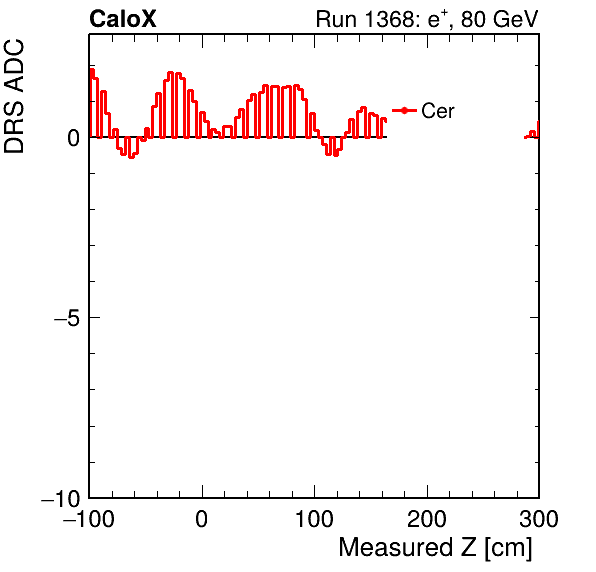 CaloX Run 1368: e⁺, 80 GeV
DRS ADC
Cer
0
−5
−10
−100 0 100 200 300
Measured Z [cm]